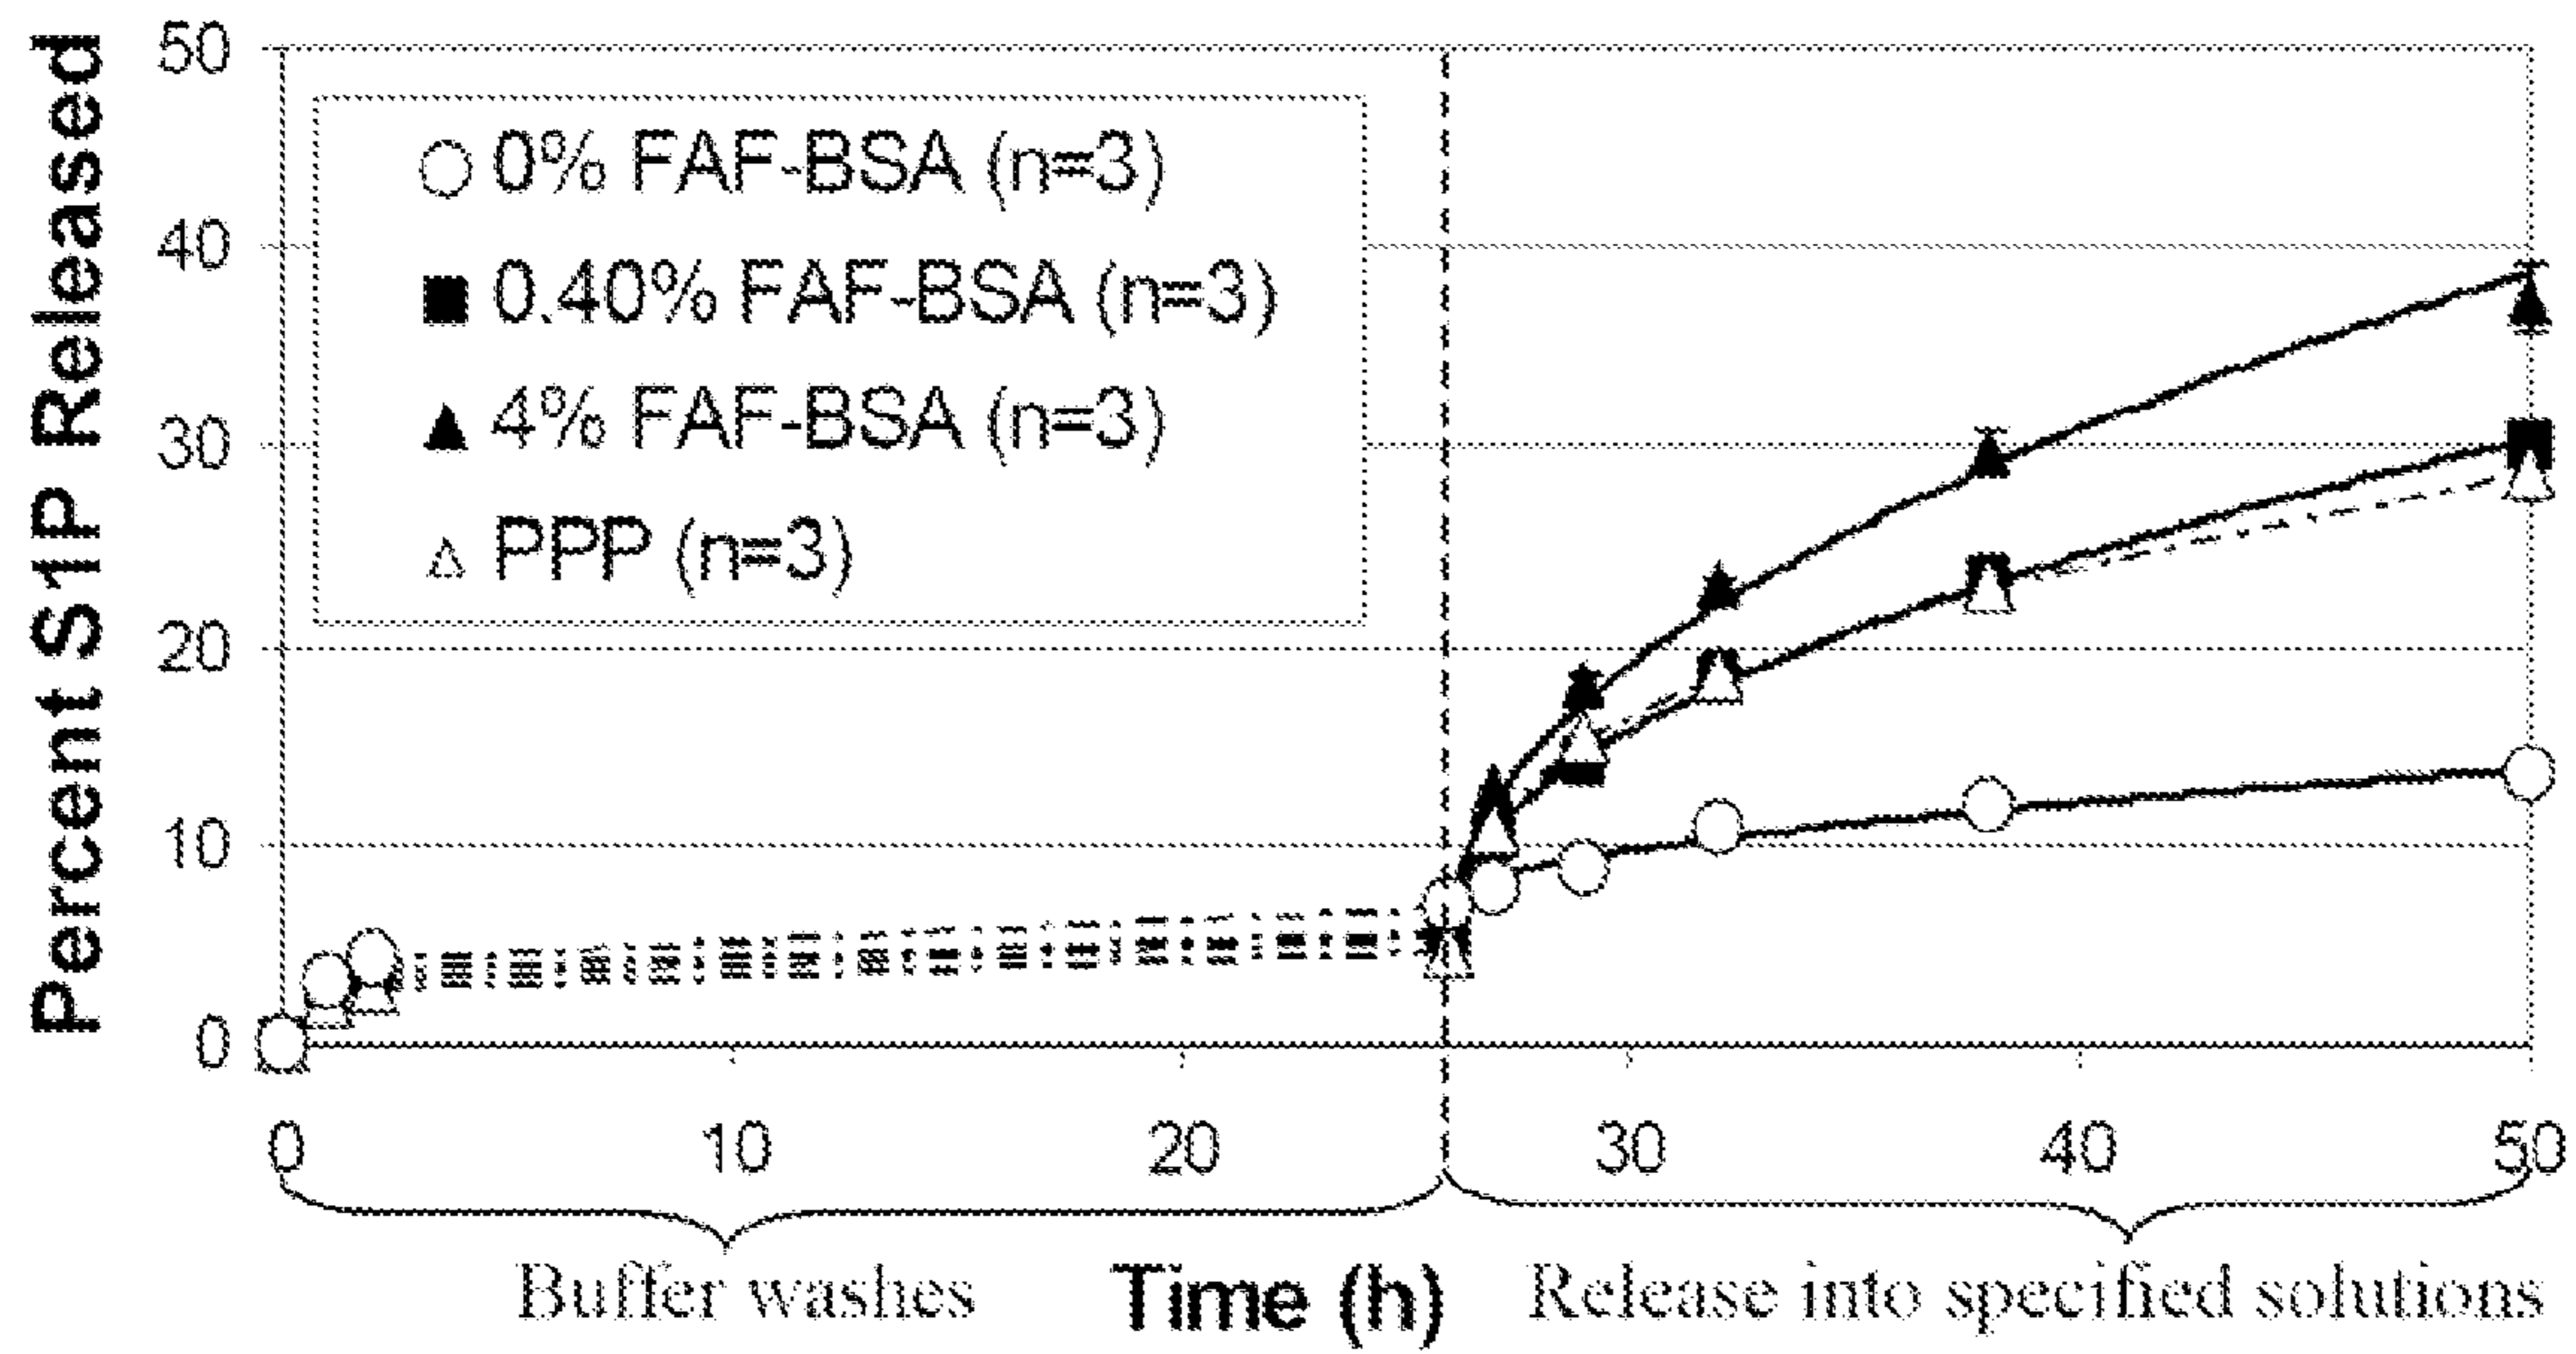 Percent S1P Released
50
40
30
20
10
0
0% FAF-BSA (n=3)
0.40% FAF-BSA (n=3)
4% FAF-BSA (n=3)
PPP (n=3)
0 10 20 30 40 50
Buffer washes
Time (h)
Release into specified solutions